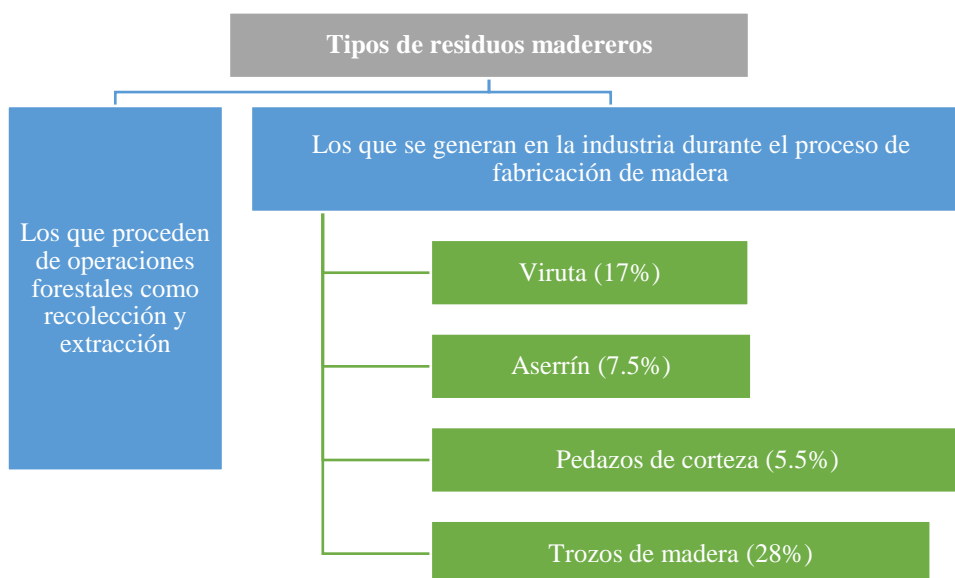 Tipos de residuos madereros
Los que proceden
de operaciones
forestales como
recolección y
extracción
Los que se generan en la industria durante el proceso de
fabricación de madera
Viruta (17%)
Aserrín (7.5%)
Pedazos de corteza (5.5%)
Trozos de madera (28%)